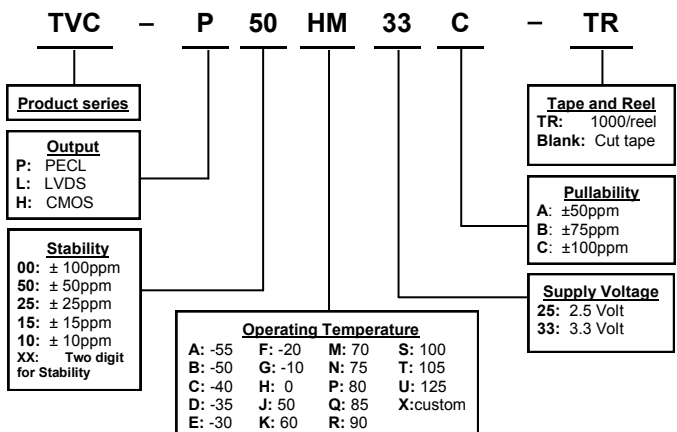 TVC – P 50 HM 33 C – TR
Product series
Output
P: PECL
L: LVDS
H: CMOS
Stability
00: ± 100ppm
50: ± 50ppm
25: ± 25ppm
15: ± 15ppm
10: ± 10ppm
XX: Two digit
for Stability
Operating Temperature
A: -55 F: -20 M: 70 S: 100
B: -50 G: -10 N: 75 T: 105
C: -40 H: 0 P: 80 U: 125
D: -35 J: 50 Q: 85 X:custom
E: -30 K: 60 R: 90
Tape and Reel
TR: 1000/reel
Blank: Cut tape
Pullability
A: ±50ppm
B: ±75ppm
C: ±100ppm
Supply Voltage
25: 2.5 Volt
33: 3.3 Volt